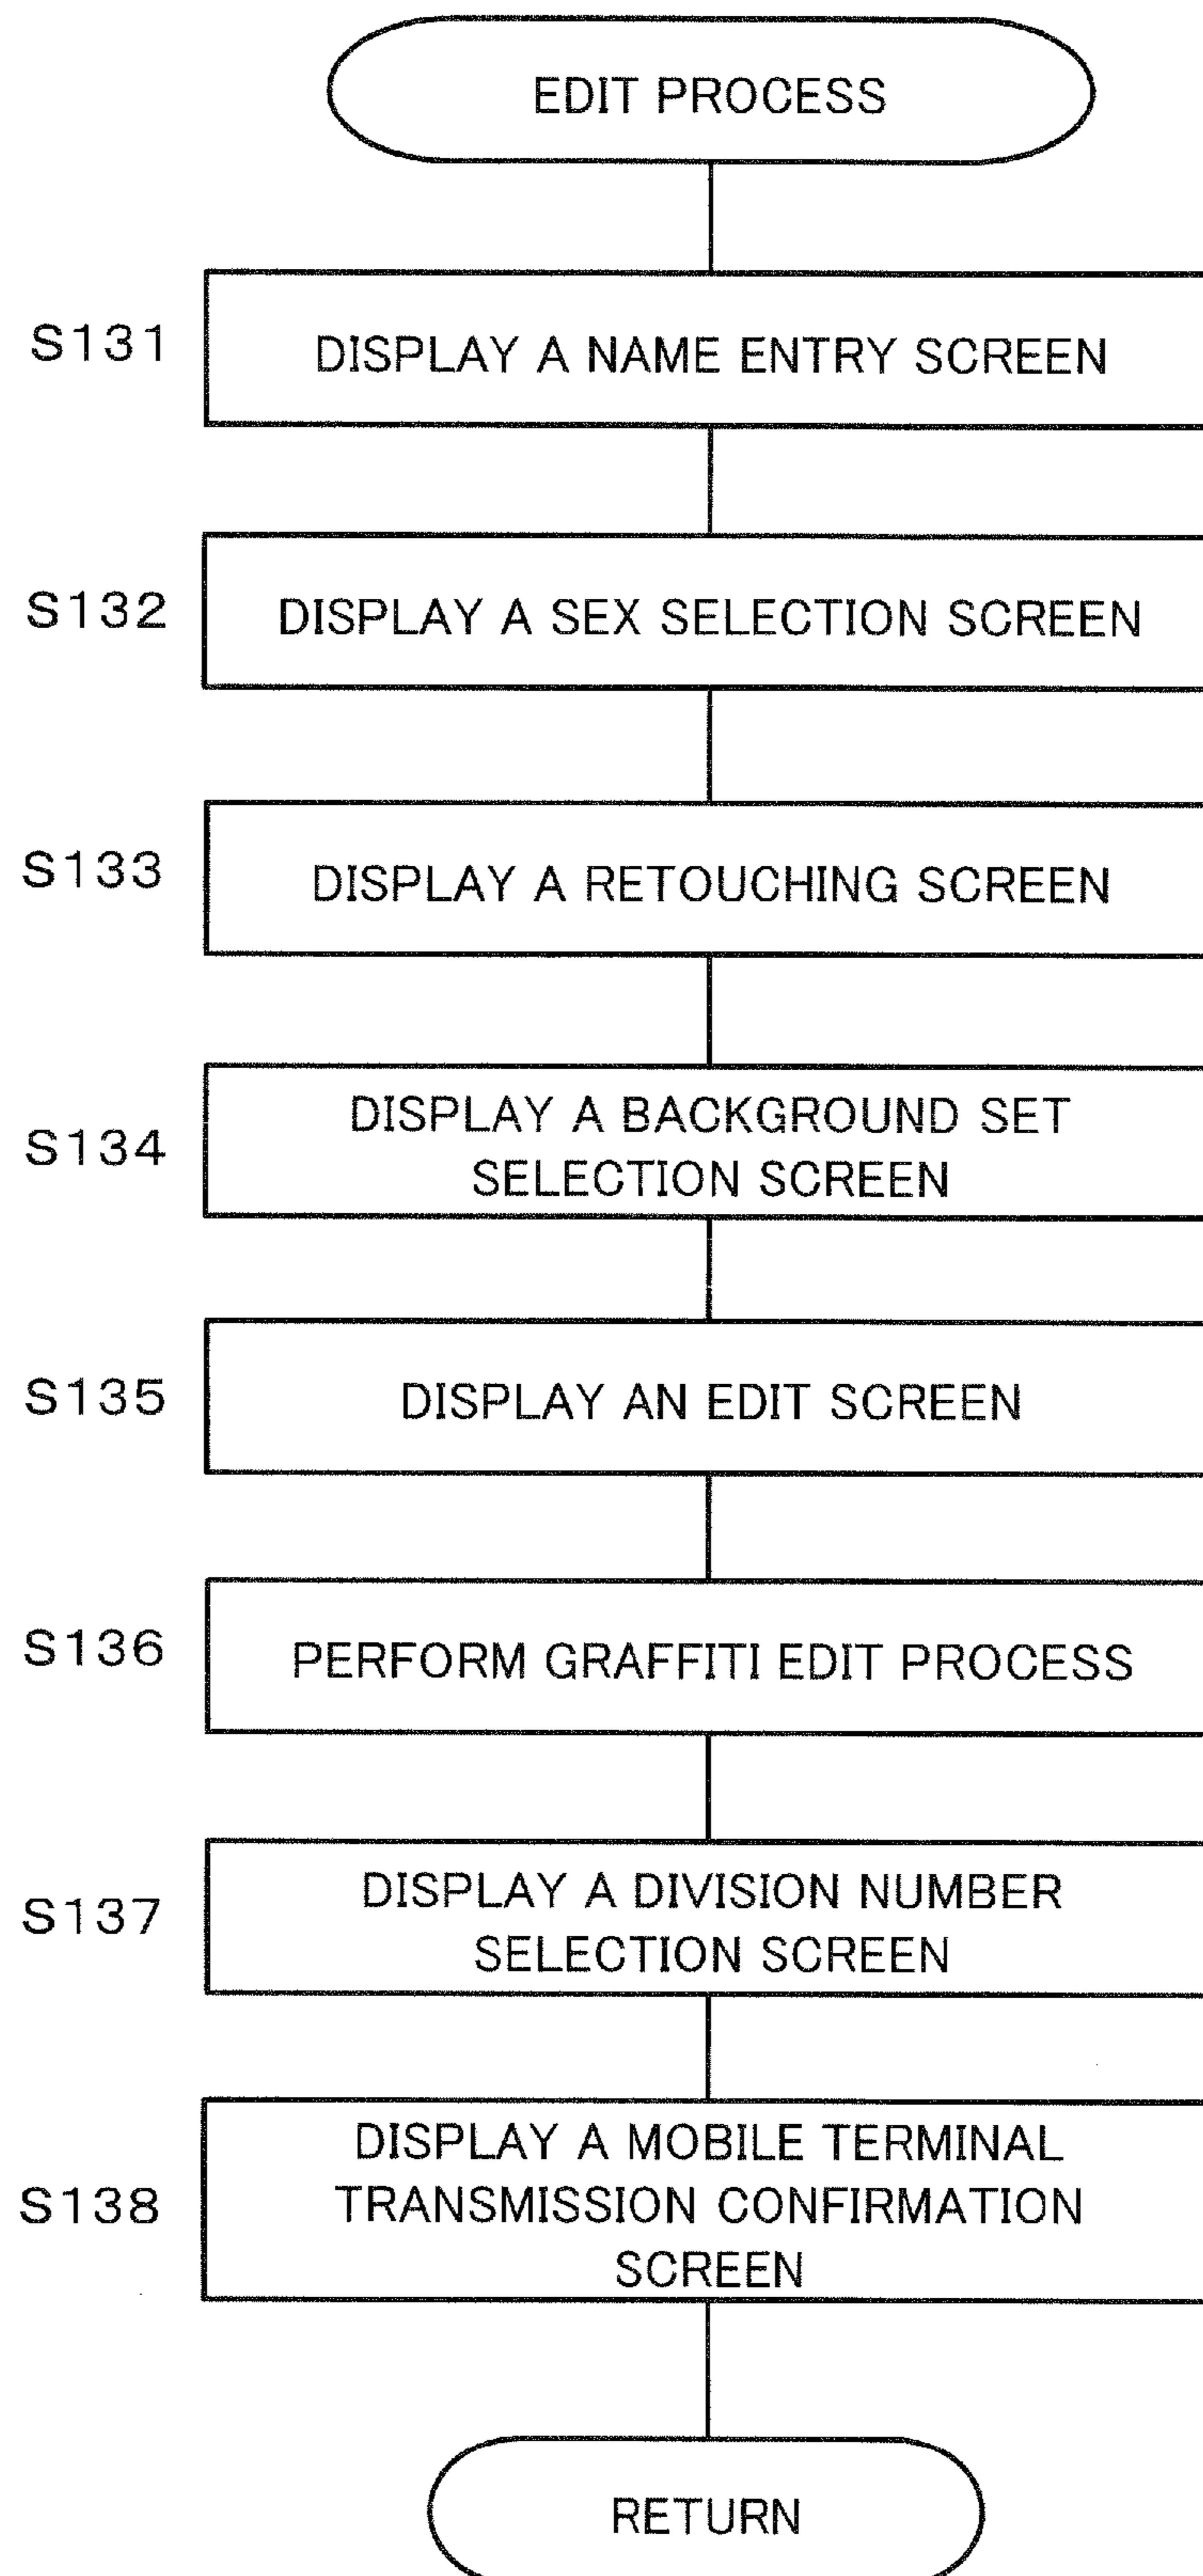 EDIT PROCESS
S131
DISPLAY A NAME ENTRY SCREEN
S132
DISPLAY A SEX SELECTION SCREEN
S133
DISPLAY A RETOUCHING SCREEN
S134
DISPLAY A BACKGROUND SET
SELECTION SCREEN
S135
DISPLAY AN EDIT SCREEN
S136
PERFORM GRAFFITI EDIT PROCESS
S137
DISPLAY A DIVISION NUMBER
SELECTION SCREEN
S138
DISPLAY A MOBILE TERMINAL
TRANSMISSION CONFIRMATION
SCREEN
RETURN